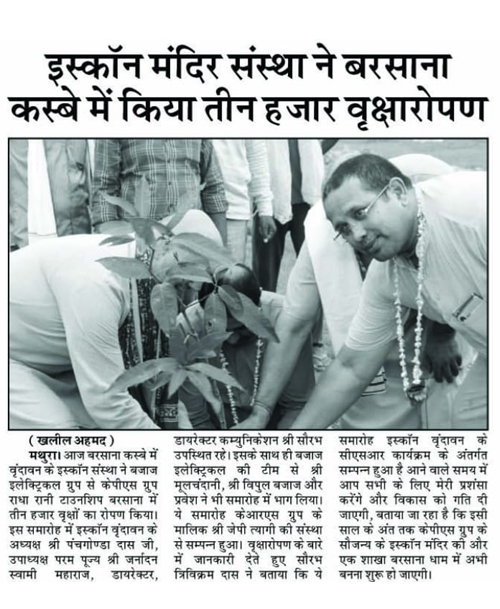 इस्कॉन मंदिर संस्था ने बरसाना
कस्बे में किया तीन हजार वृक्षारोपण
( खलील अहमद )
मथुरा। आज बरसाना कस्बे में
वृंदावन के इस्कॉन संस्था ने बजाज
इलेक्ट्रिकल ग्रुप से केपीएस ग्रुप
राधा रानी टाउनशिप बरसाना में
तीन हजार वृक्षों का रोपण किया।
इस समारोह में इस्कॉन वृंदावन के
अध्यक्ष श्री पंचगोण्डा दास जी,
उपाध्यक्ष परम पूज्य श्री जर्नादन
स्वामी महाराज, डायरेक्टर,
डायरेक्टर कम्युनिकेशन श्री सौरभ
उपस्थित रहे। इसके साथ ही बजाज
इलेक्ट्रिकल की टीम से श्री
मूलचंदानी, श्री विपुल बजाज और
प्रवेश ने भी समारोह में भाग लिया।
ये समारोह केआरएस ग्रुप के
मालिक श्री जेपी त्यागी की संस्था
से सम्पन्न हुआ। वृक्षारोपण के बारे
में जानकारी देते हुए सौरभ
त्रिविक्रम दास ने बताया कि ये
समारोह इस्कॉन वृंदावन के
सीएसआर कार्यक्रम के अंतर्गत
सम्पन हुआ है आने वाले समय में
आप सभी के लिए मेरी प्रशंसा
करेंगे और विकास को गति दी
जाएगी, बताया जा रहा है कि इसी
साल के अंत तक केपीएस ग्रुप के
सौजन्य के इस्कॉन मंदिर की और
एक शाखा बरसाना धाम में अभी
बनना शुरू हो जाएगी।